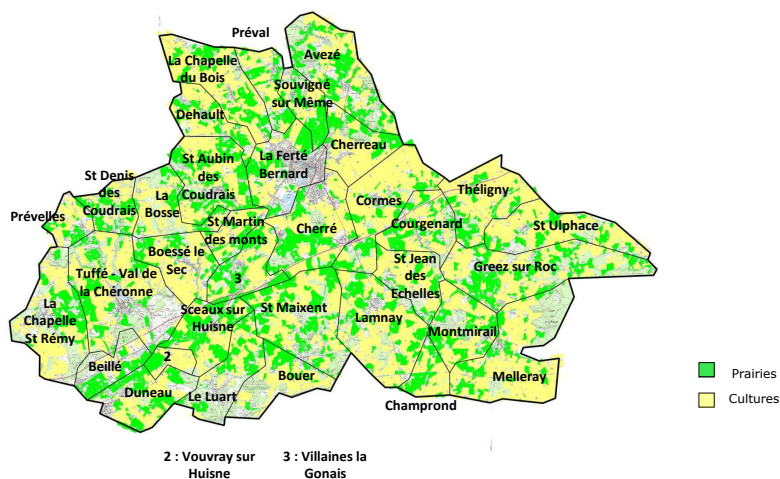 Préval
Avezé
La Chapelle
du Bois
Souvigné
sur Même
Dehault
Cherreau
La Ferté
Bernard
St Aubin
des
Coudrais
St Denis
des
Coudrais
La
Bosse
Prévelles
Cormes
Théligny
Courgenard
St Ulphace
St Martin
des monts
Cherré
Boessé le
Sec
St Jean
des
Echelles
Greez sur Roc
Tuffé - Val de
la Chéronne
3
La
Chapelle
St Rémy
Sceaux sur
Huisne
St Maixent
Lamnay
Montmirail
Beillé
2
Duneau
Le Luart
Bouer
Melleray
Champrond
Prairies
Cultures
2 : Vouvray sur
Huisne
3 : Villaines la
Gonais